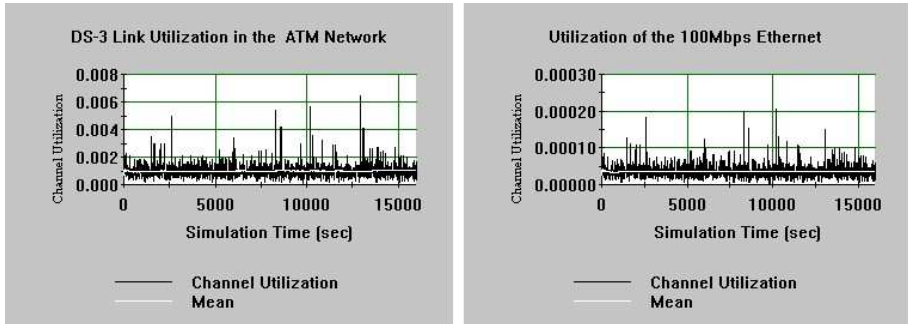 DS-3 Link Utilization in the ATM Network
Channel Utilization
0.008
0.006
0.004
0.002
0.000
0 5000 10000 15000
Simulation Time (sec)
Channel Utilization
Mean
Utilization of the 100Mbps Ethernet
Channel Utilization
0.00030
0.00020
0.00010
0.00000
0 5000 10000 15000
Simulation Time (sec)
Channel Utilization
Mean